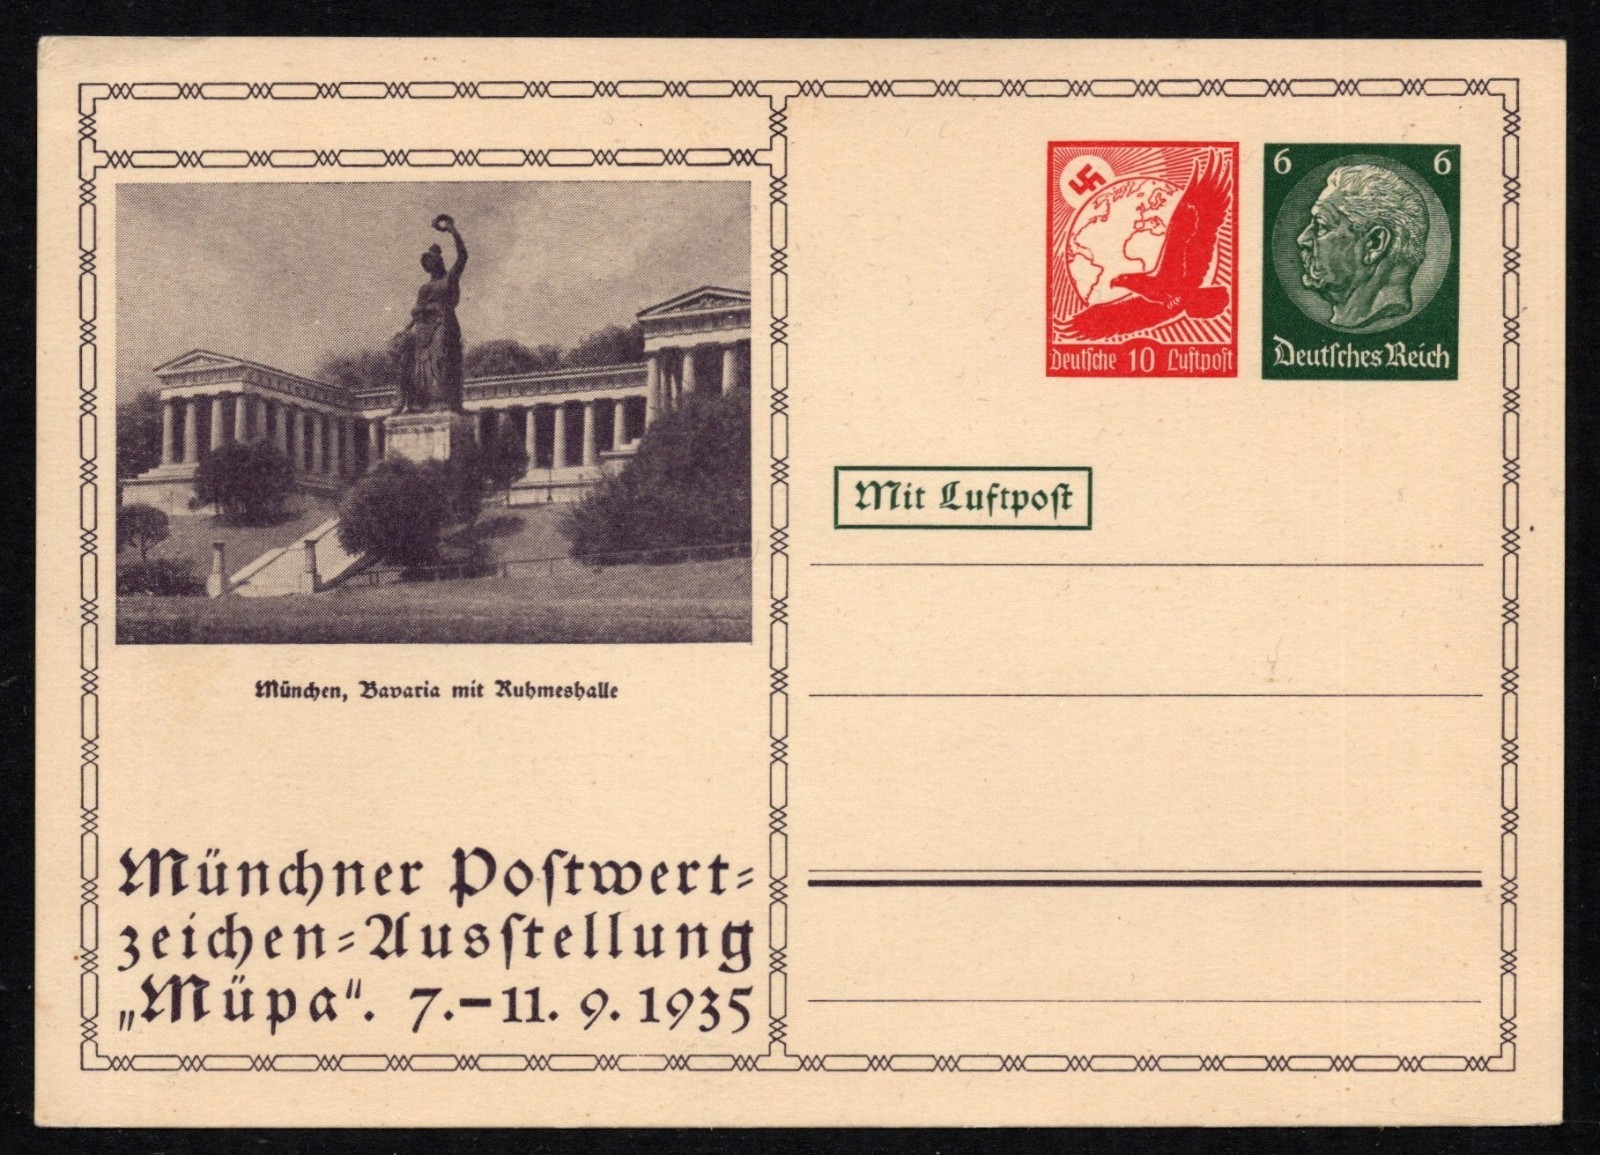 München, Bavaria mit Ruhmeshalle
Münchner Postwert=
zeichen=Ausstellung
„Müpa“. 7.–11. 9. 1935
Deutsche 10 Luftpost
6 6
Deutsches Reich
Mit Luftpost